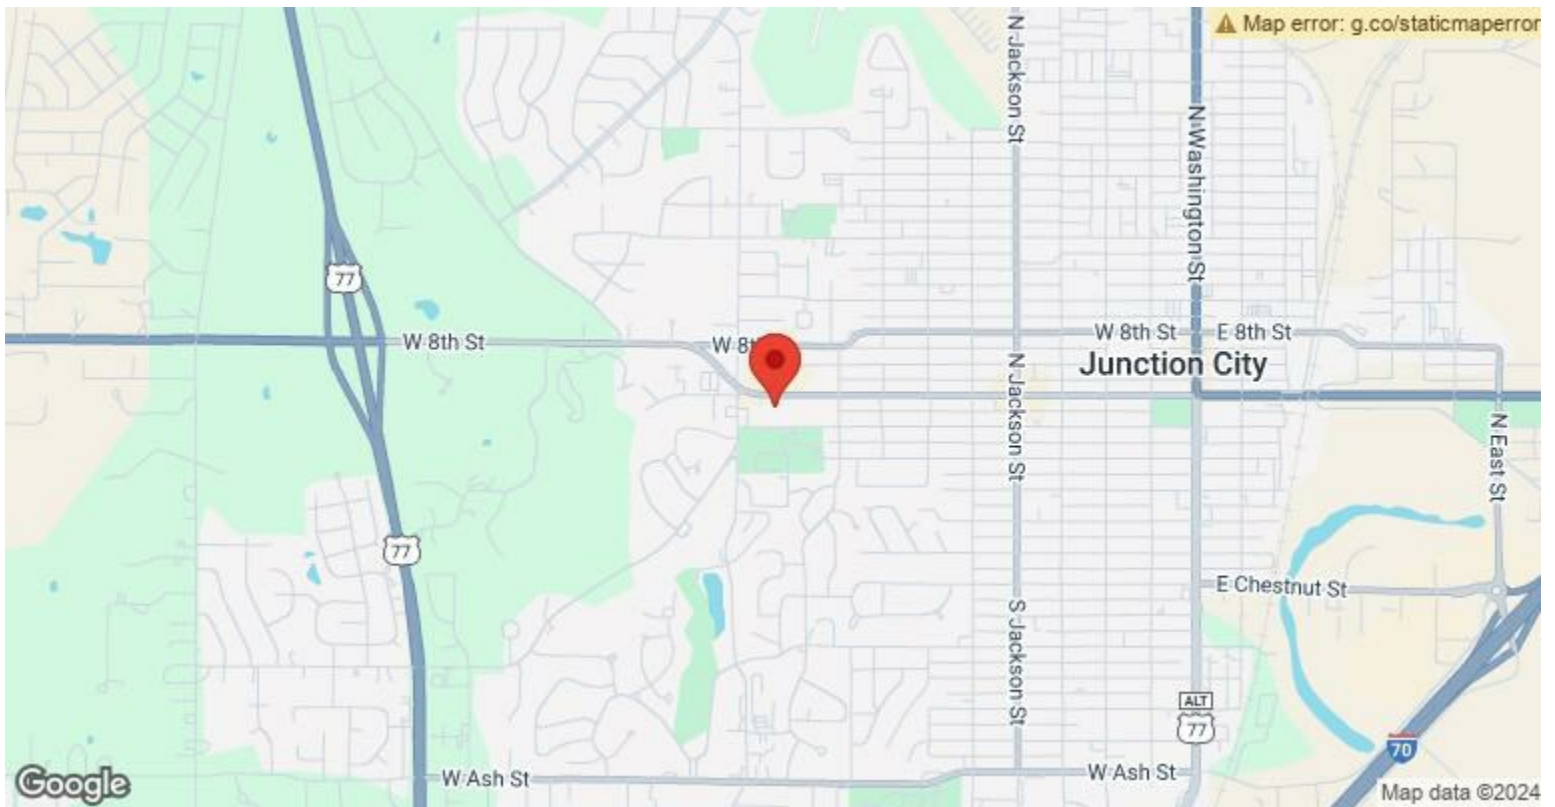 Map error: g.co/staticmaperror
N Jackson St
N Washington St
77
W 8th St
W 8t
W 8th St
E 8th St
Junction City
N Jackson St
N East St
77
E Chestnut St
S Jackson St
ALT
77
70
W Ash St
W Ash St
Google
Map data ©2024